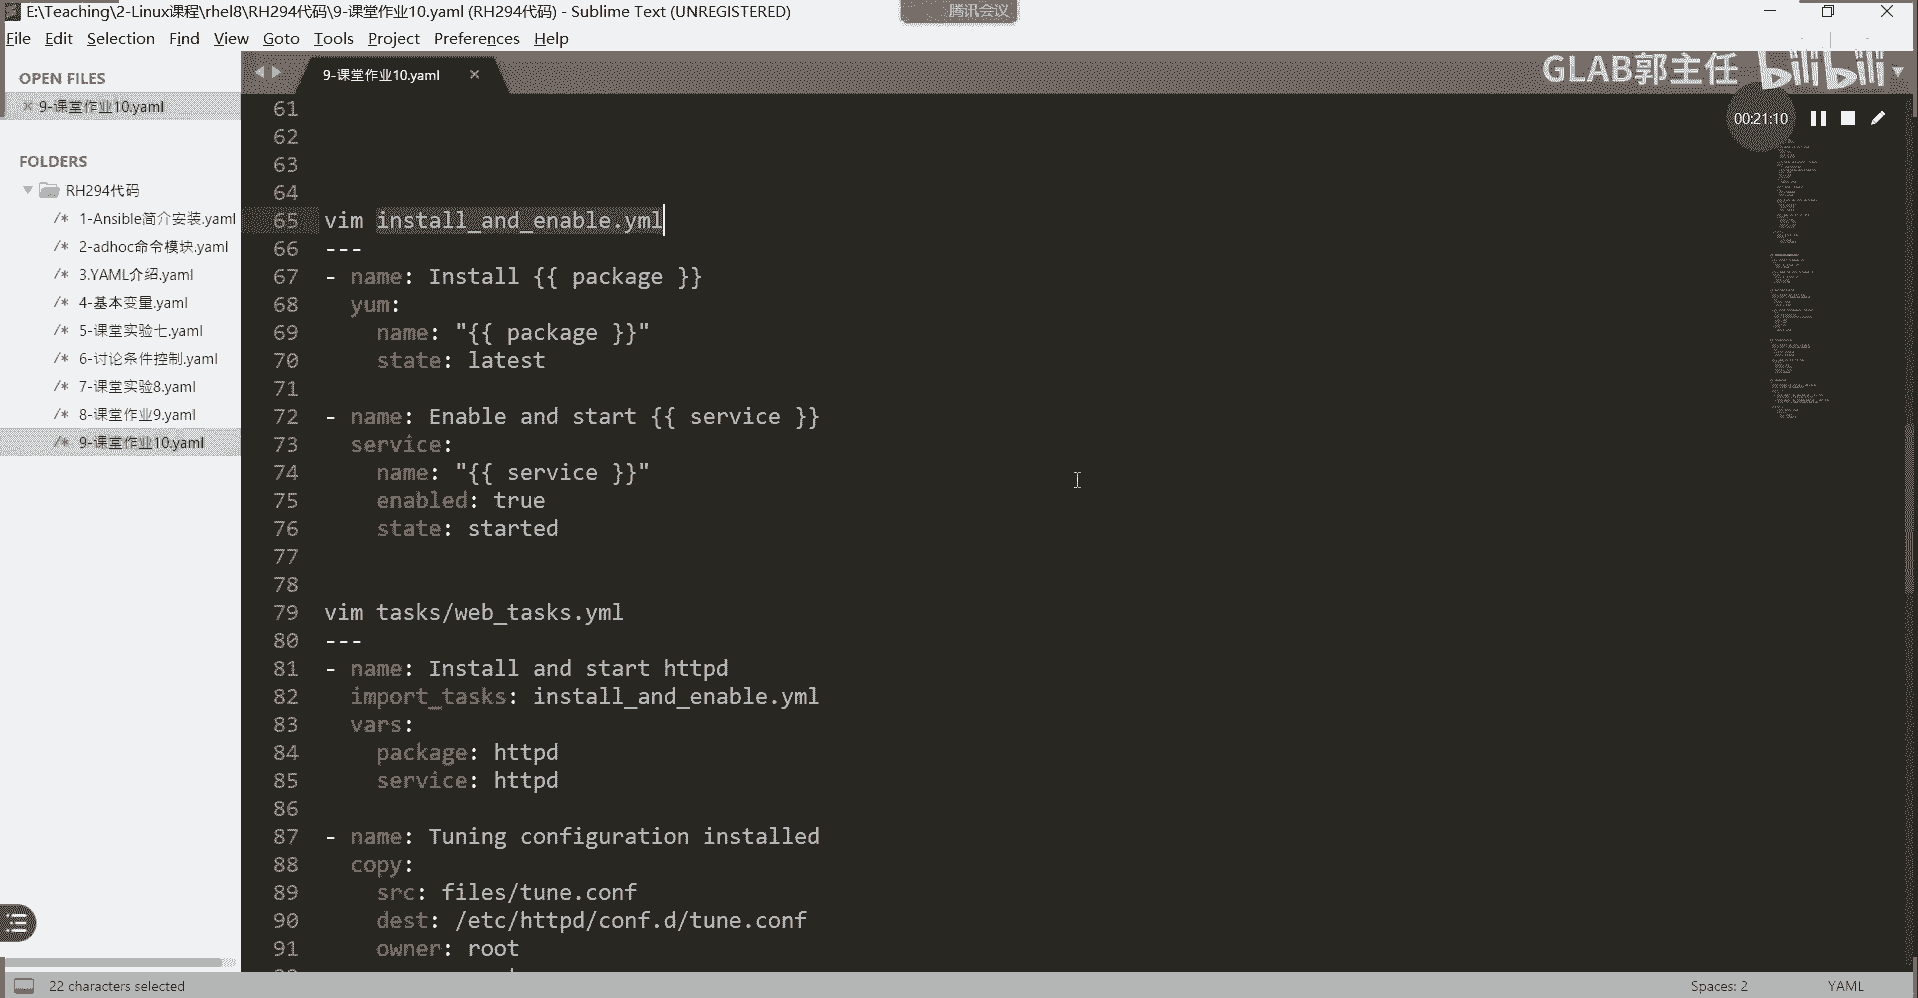 E:\Teaching\2-Linux课程\rhel8\RH294代码\9-课堂作业10.yaml (RH294代码) - Sublime Text (UNREGISTERED)
腾讯会议
File Edit Selection Find View Goto Tools Project Preferences Help
OPEN FILES
9-课堂作业10.yaml
FOLDERS
RH294代码
/* 1-Ansible简介安装.yaml
/* 2-adhoc命令模块.yaml
/* 3.YAML介绍.yaml
/* 4-基本变量.yaml
/* 5-课堂实验七.yaml
/* 6-讨论条件控制.yaml
/* 7-课堂实验8.yaml
/* 8-课堂作业9.yaml
/* 9-课堂作业10.yaml
9-课堂作业10.yaml
GLAB郭主任 bilibili
00:21:10
61
62
63
64
65 vim install_and_enable.yml
66 ---
67 - name: Install {{ package }}
68 yum:
69 name: "{{ package }}"
70 state: latest
71
72 - name: Enable and start {{ service }}
73 service:
74 name: "{{ service }}"
75 enabled: true
76 state: started
77
78
79 vim tasks/web_tasks.yml
80 ---
81 - name: Install and start httpd
82 import_tasks: install_and_enable.yml
83 vars:
84 package: httpd
85 service: httpd
86
87 - name: Tuning configuration installed
88 copy:
89 src: files/tune.conf
90 dest: /etc/httpd/conf.d/tune.conf
91 owner: root
22 characters selected
Spaces: 2
YAML